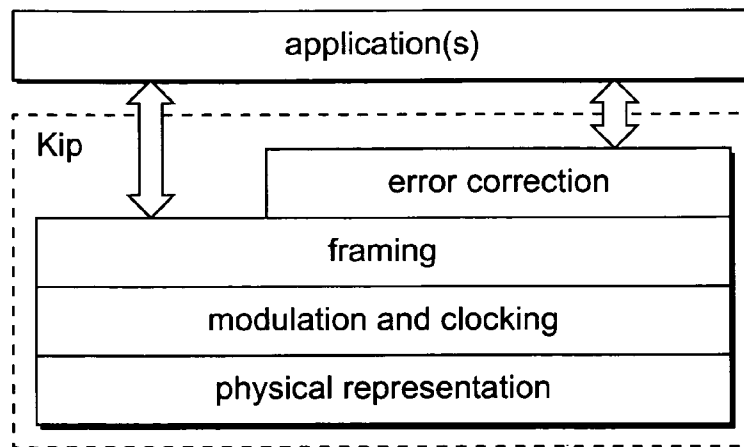 application(s)
Kip
error correction
framing
modulation and clocking
physical representation